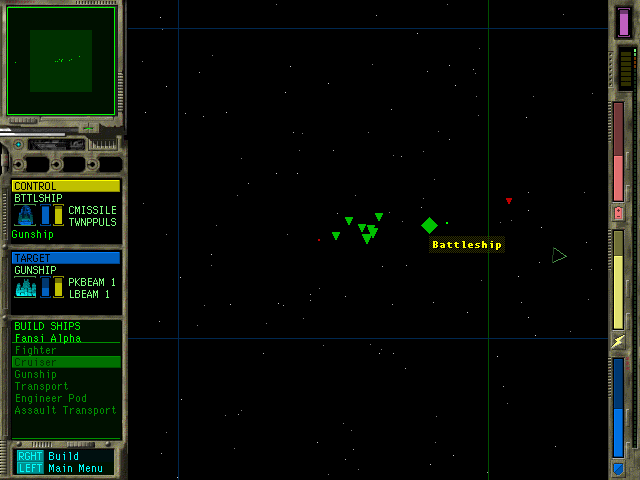 CONTROL
BTTLSHIP
CMISSILE
TWNPPULS
Gunship
TARGET
GUNSHIP
PKBEAM 1
LBEAM 1
BUILD SHIPS
Fansi Alpha
Fighter
Cruiser
Gunship
Transport
Engineer Pod
Assault Transport
RGHT Build
LEFT Main Menu
Battleship